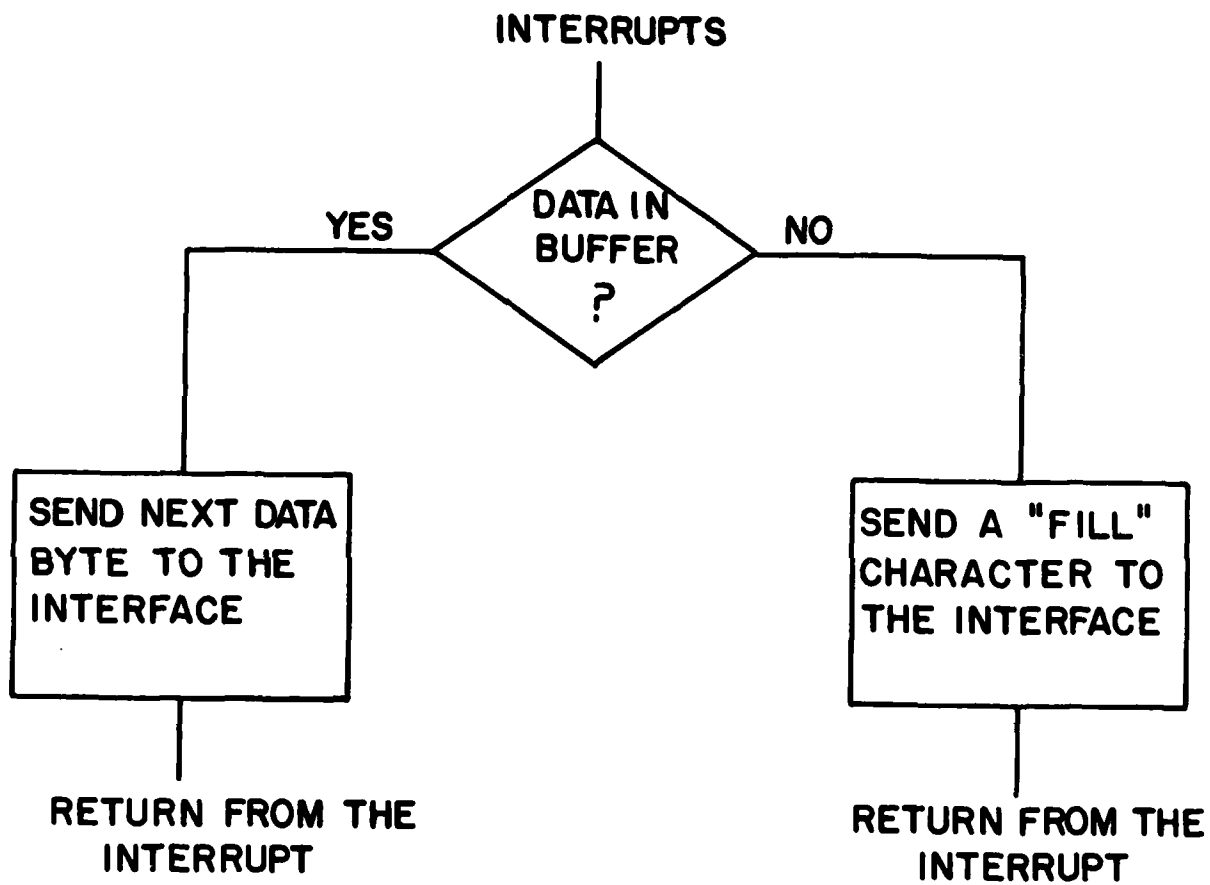 INTERRUPTS
DATA IN
BUFFER
?
YES
NO
SEND NEXT DATA
BYTE TO THE
INTERFACE
SEND A "FILL"
CHARACTER TO
THE INTERFACE
RETURN FROM THE
INTERRUPT
RETURN FROM THE
INTERRUPT